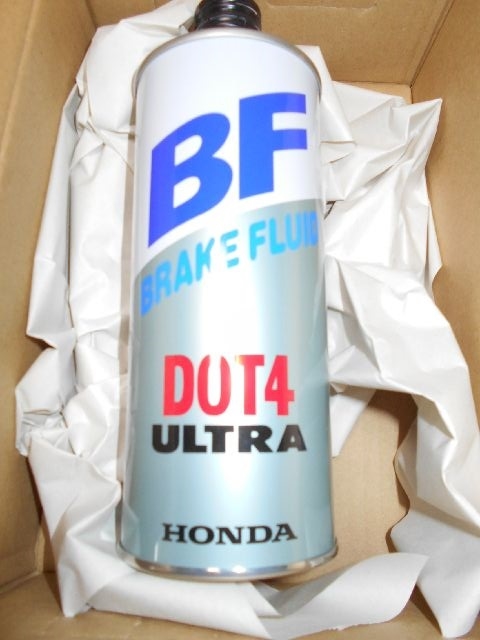 BF
BRAKE FLUID
DOT4
ULTRA
HONDA